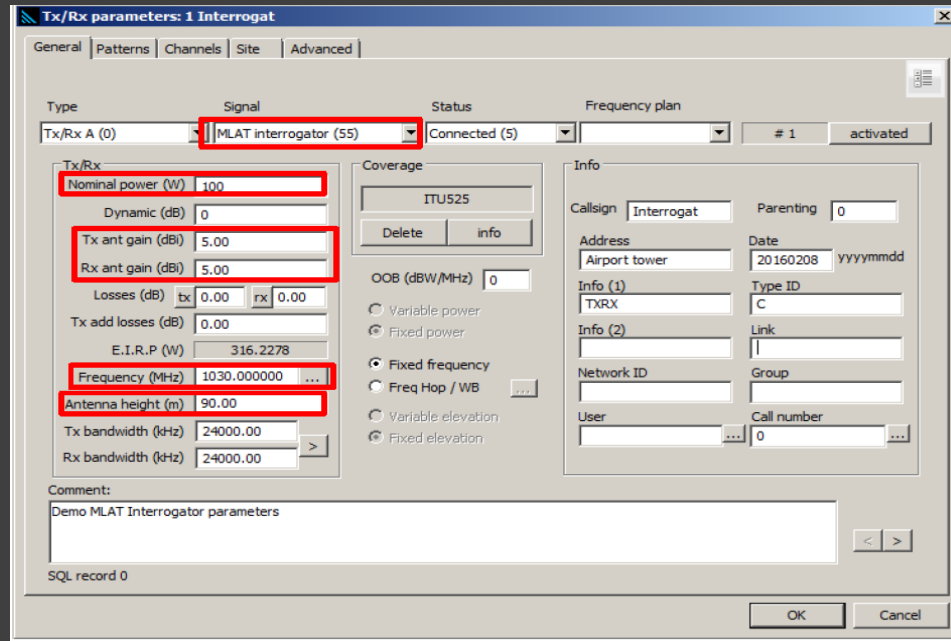 Tx/Rx parameters: 1 Interrogat
General Patterns Channels Site Advanced
Type Signal Status Frequency plan
Tx/Rx A (0) MLAT interrogator (55) Connected (5) # 1 activated
Tx/Rx
Nominal power (W) 100
Dynamic (dB) 0
Tx ant gain (dBi) 5.00
Rx ant gain (dBi) 5.00
Losses (dB) tx 0.00 rx 0.00
Tx add losses (dB) 0.00
E.I.R.P (W) 316.2278
Frequency (MHz) 1030.000000 ...
Antenna height (m) 90.00
Tx bandwidth (kHz) 24000.00
Rx bandwidth (kHz) 24000.00
>
Coverage
ITU525
Delete info
OOB (dBW/MHz) 0
Variable power
Fixed power
Fixed frequency
Freq Hop / WB ...
Variable elevation
Fixed elevation
Info
Callsign Interrogat Parenting 0
Address Date
Airport tower 20160208 yyyymmdd
Info (1) Type ID
TXRX C
Info (2) Link
Network ID Group
User Call number
... 0 ...
Comment:
Demo MLAT Interrogator parameters
< >
SQL record 0
OK Cancel